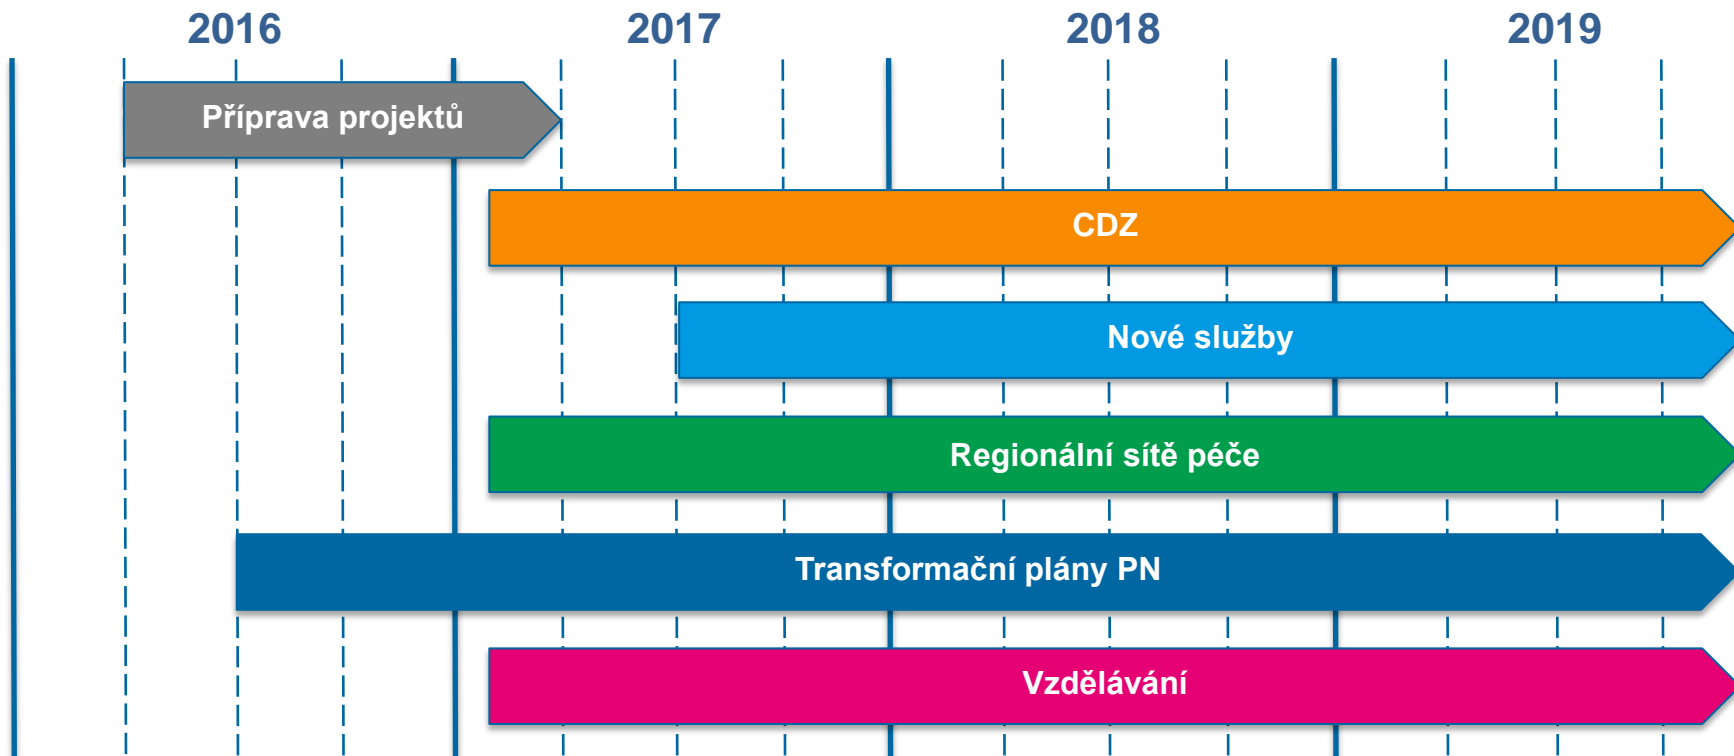 2016 2017 2018 2019
Příprava projektů
CDZ
Nové služby
Regionální sítě péče
Transformační plány PN
Vzdělávání